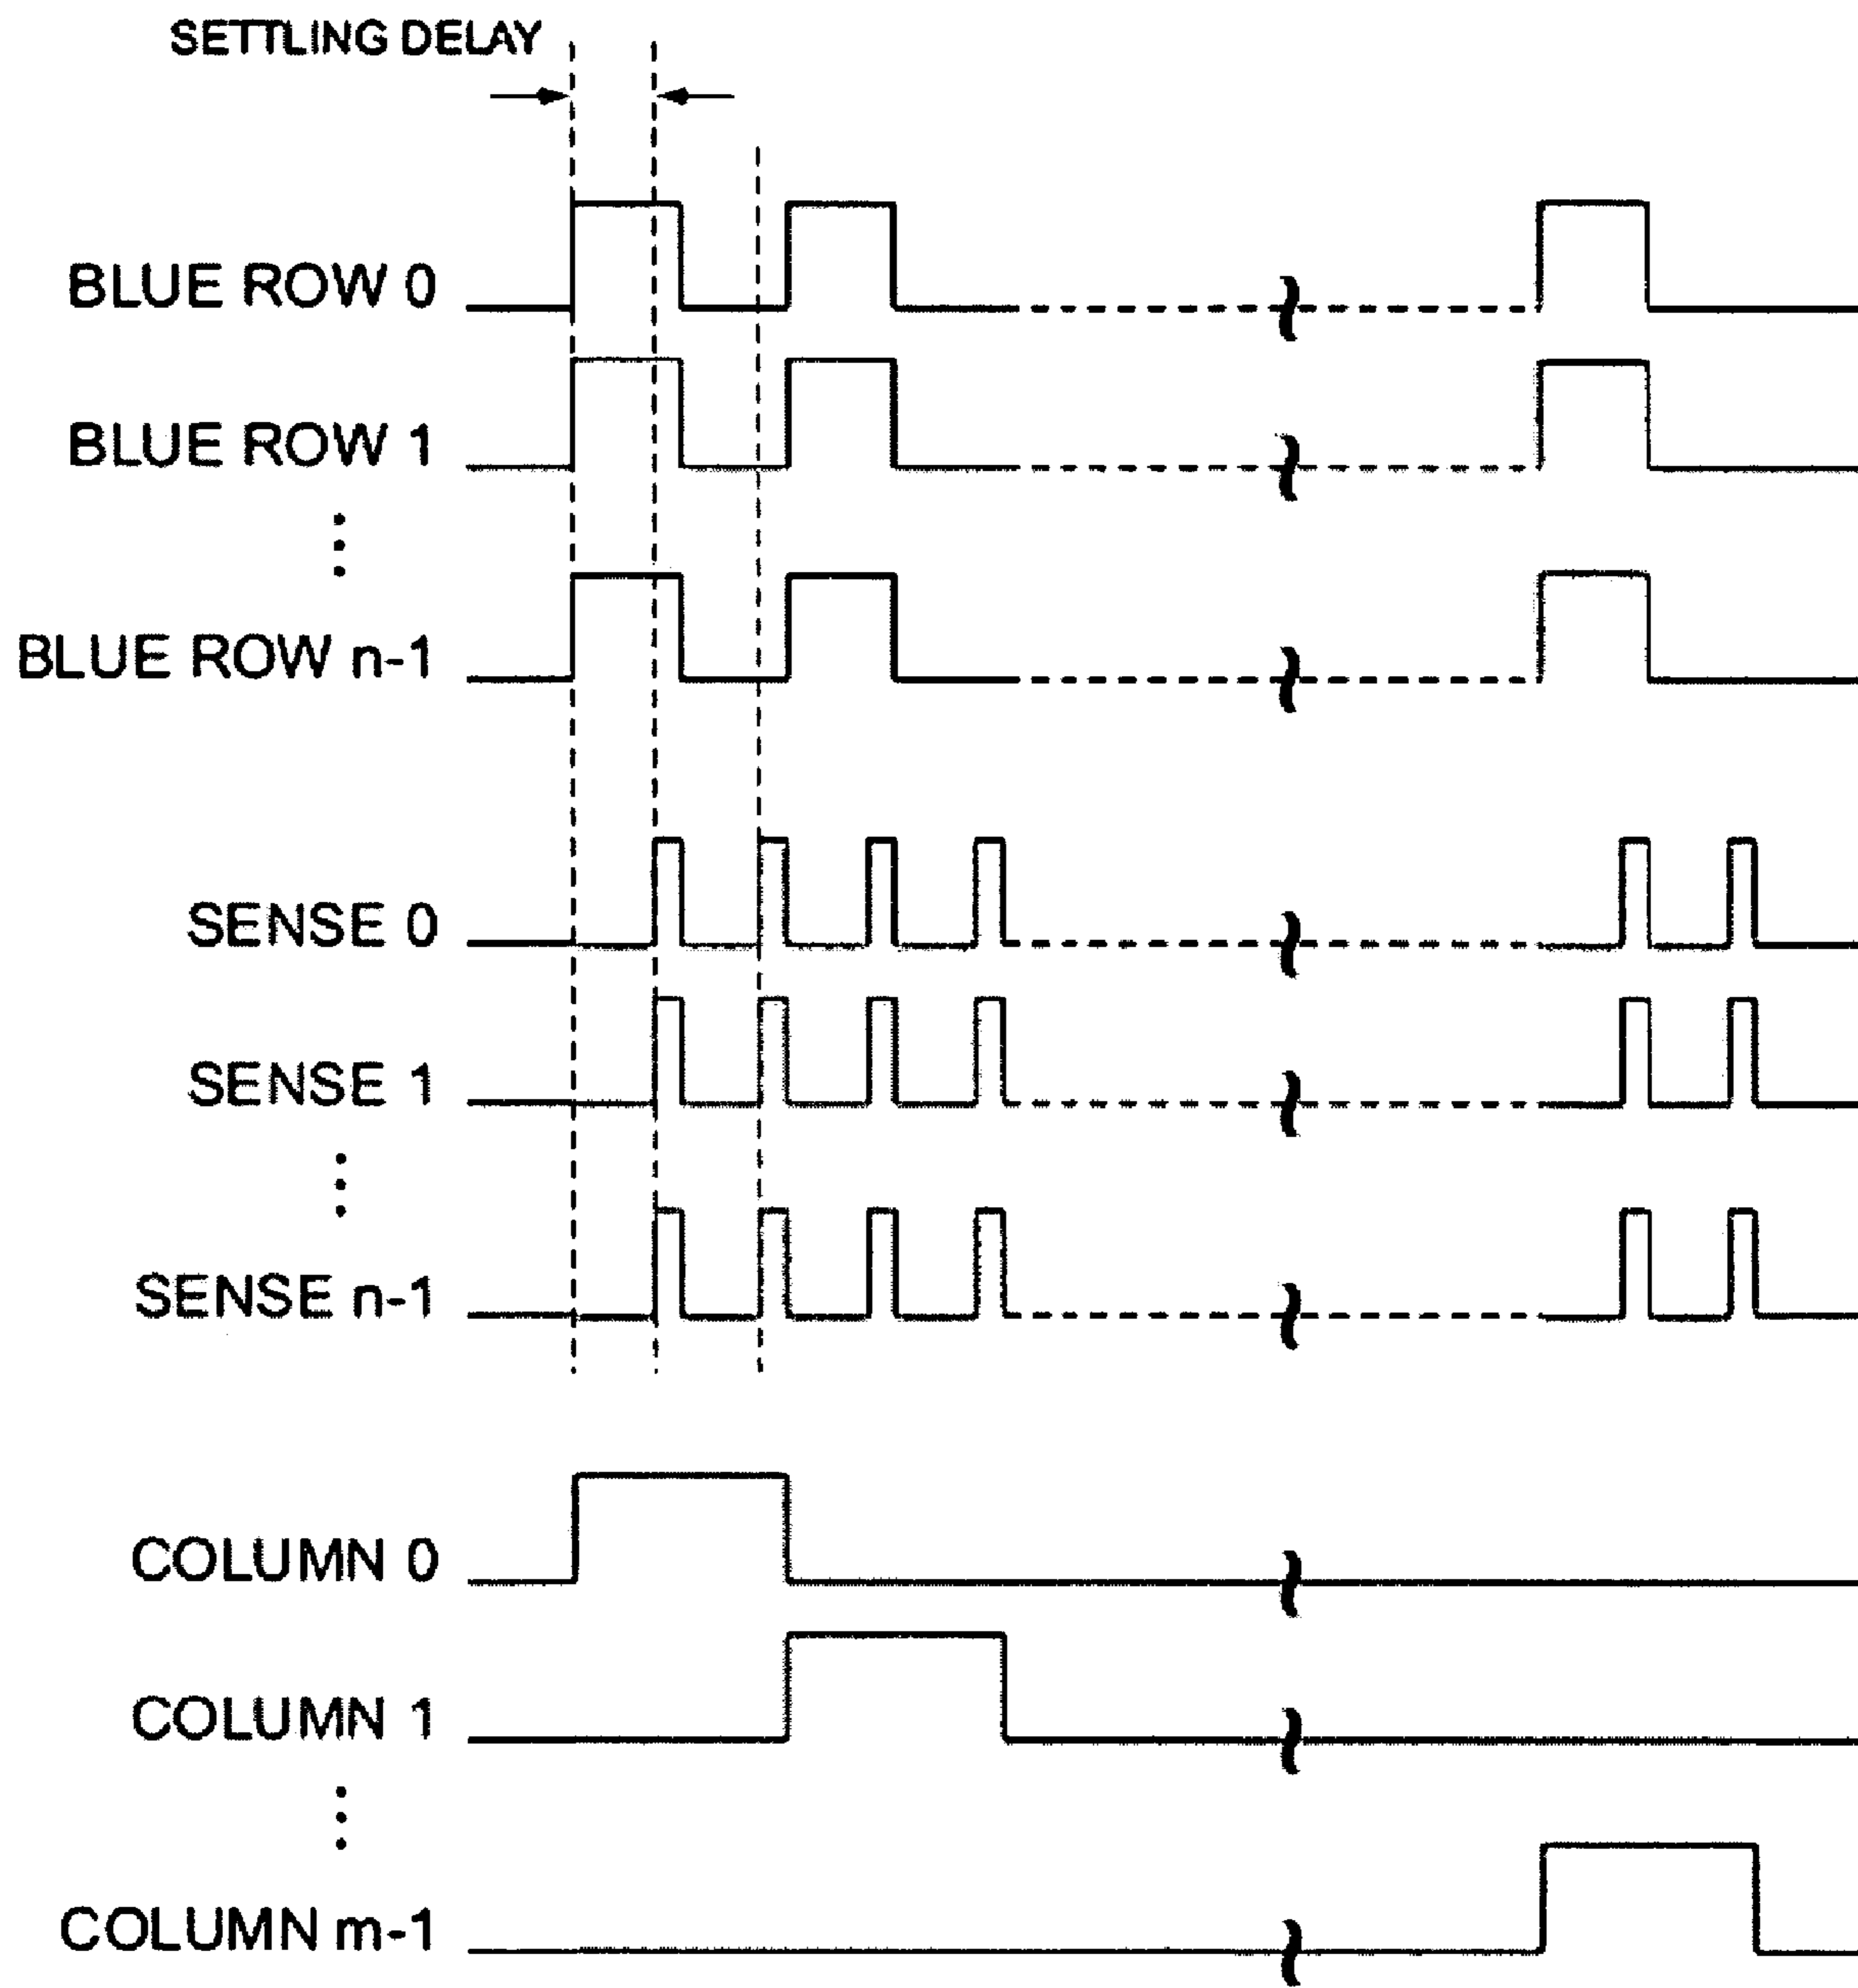 SETTLING DELAY
BLUE ROW 0
BLUE ROW 1
BLUE ROW n-1
SENSE 0
SENSE 1
SENSE n-1
COLUMN 0
COLUMN 1
COLUMN m-1